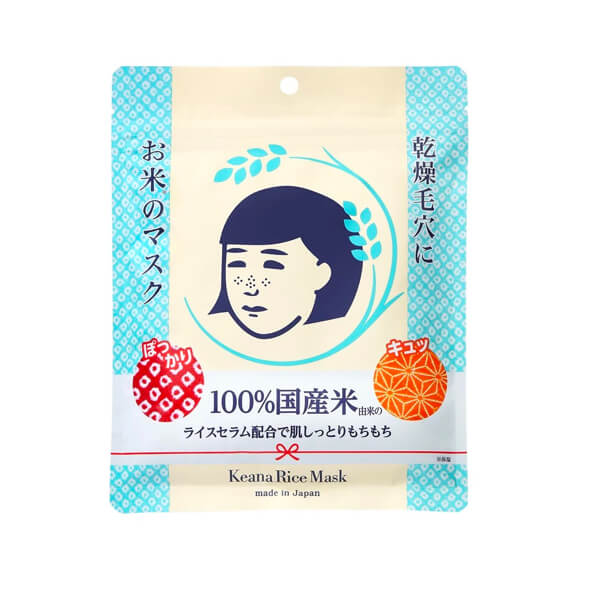 乾燥毛穴に
お米のマスク
ぽっかり
キュッ
100%国産米由来の
ライスセラム配合で肌しっとりもちもち
Keana Rice Mask
made in Japan